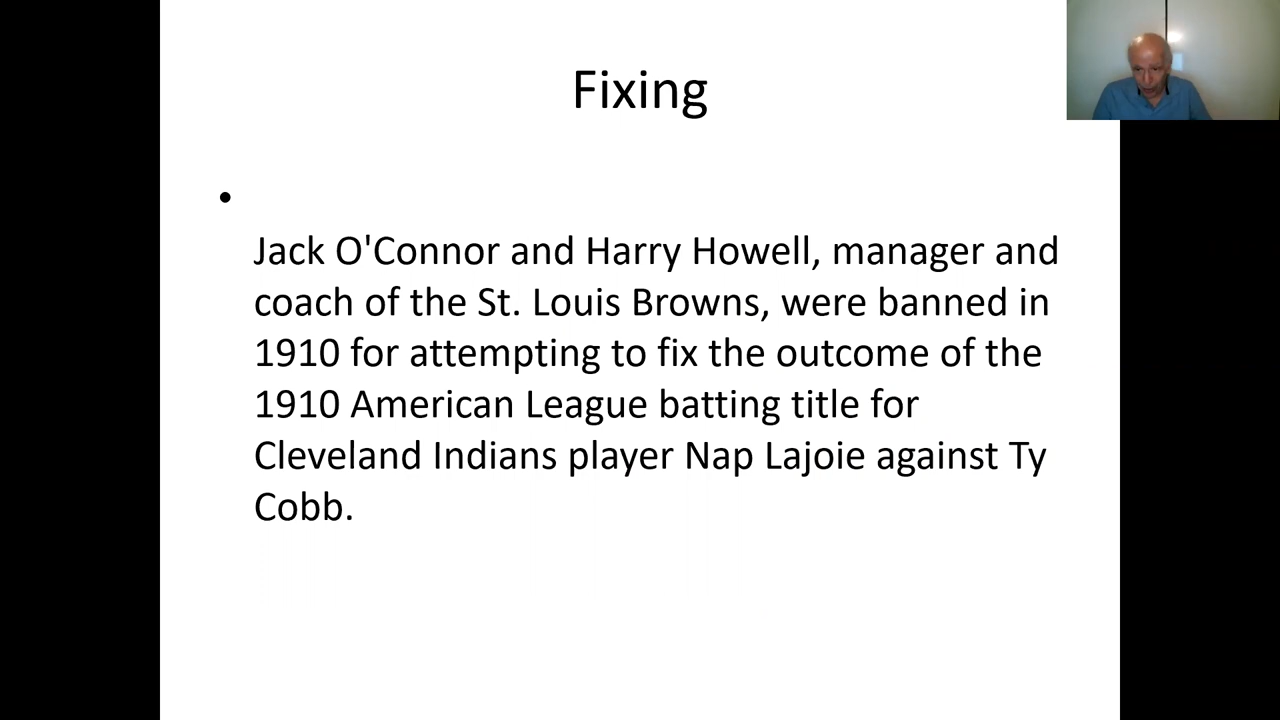 Fixing
•
Jack O'Connor and Harry Howell, manager and
coach of the St. Louis Browns, were banned in
1910 for attempting to fix the outcome of the
1910 American League batting title for
Cleveland Indians player Nap Lajoie against Ty
Cobb.